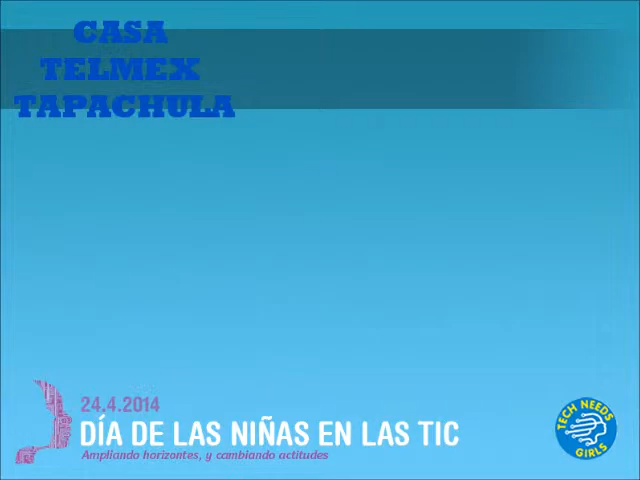 CASA
TELMEX
TAPACHULA
24.4.2014
DÍA DE LAS NIÑAS EN LAS TIC
Ampliando horizontes, y cambiando actitudes
TECH NEEDS
GIRLS